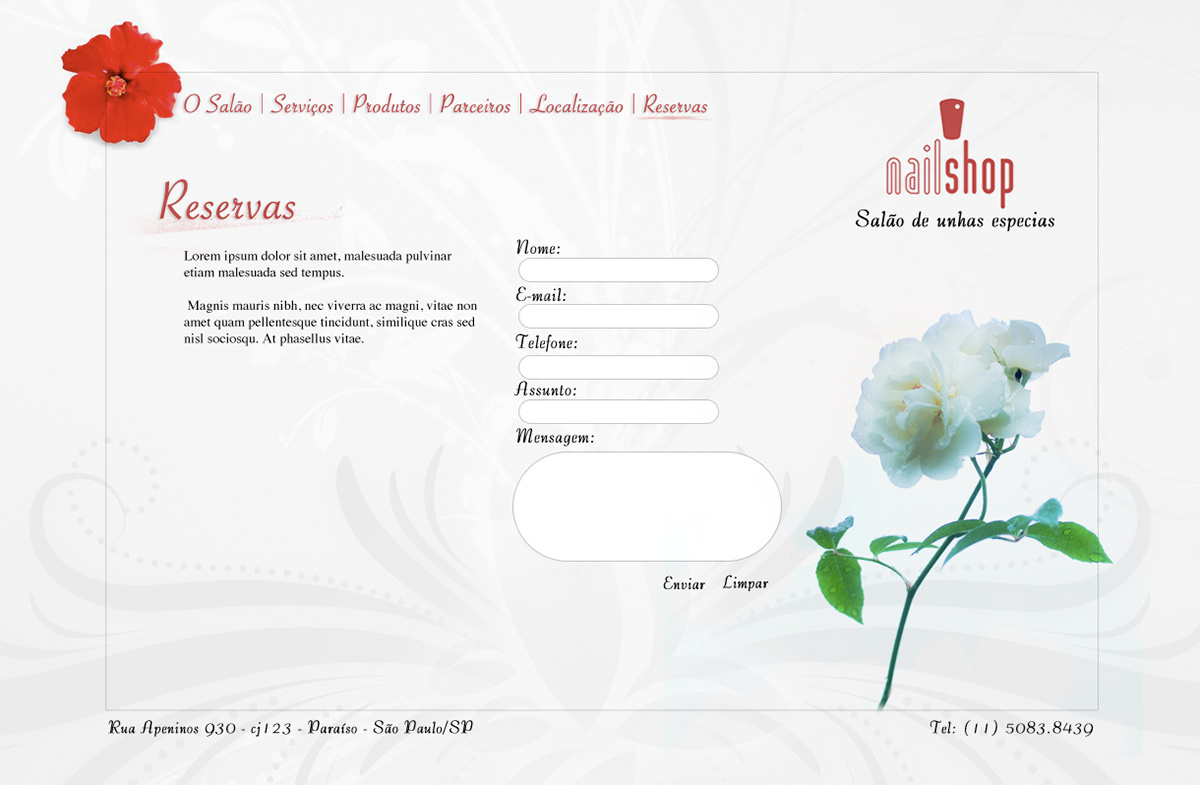 O Salão | Serviços | Produtos | Parceiros | Localização | Reservas
nailshop
Salão de unhas especias
Reservas
Lorem ipsum dolor sit amet, malesuada pulvinar
etiam malesuada sed tempus.
Magnis mauris nibh, nec viverra ac magni, vitae non
amet quam pellentesque tincidunt, similique cras sed
nisl sociosqu. At phasellus vitae.
Nome:
E-mail:
Telefone:
Assunto:
Mensagem:
Enviar Limpar
Rua Apeninos 930 - cj123 - Paraíso - São Paulo/SP
Tel: (11) 5083.8439